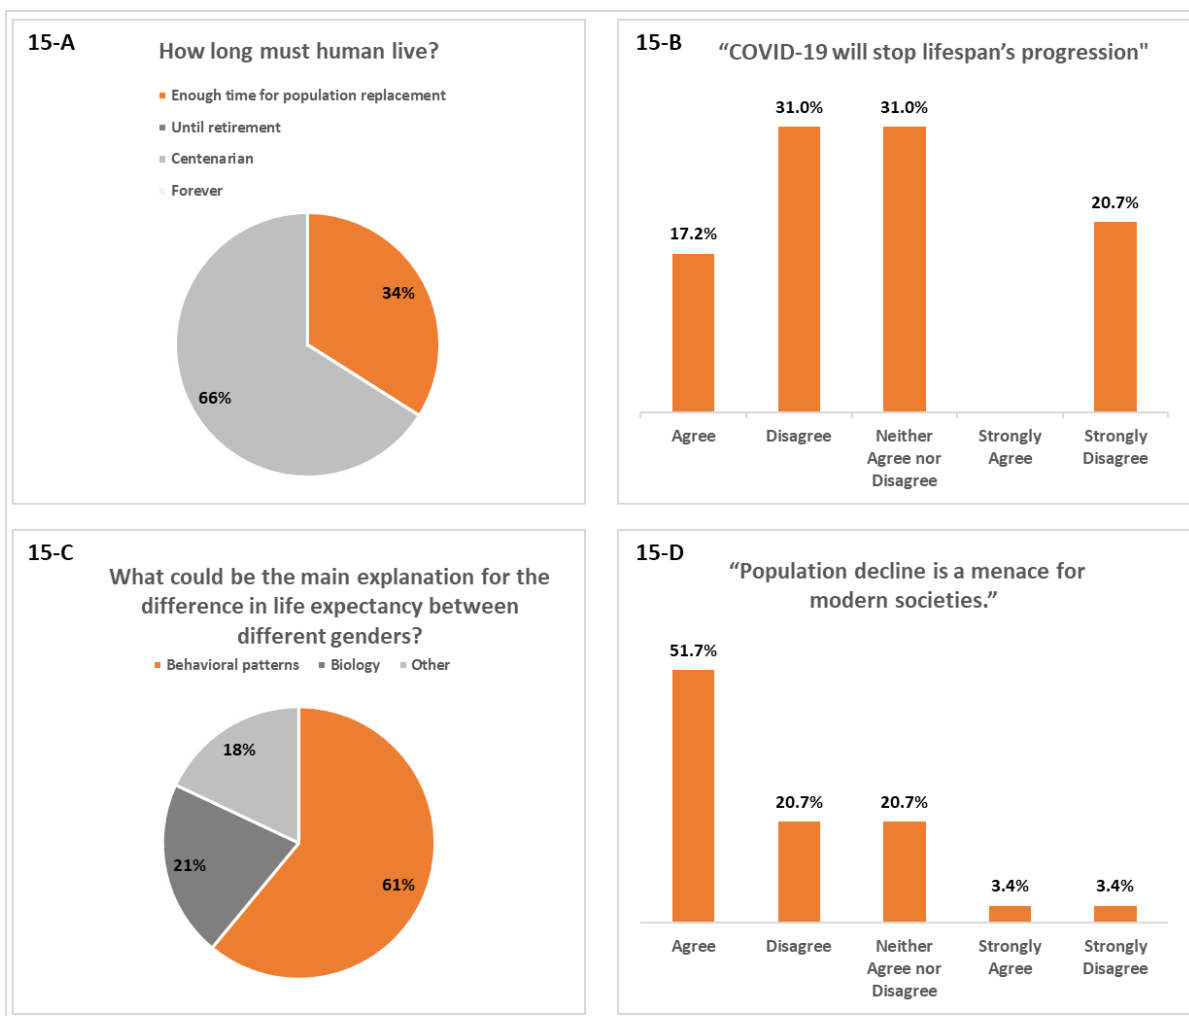 15-A
How long must human live?
Enough time for population replacement
Until retirement
Centenarian
Forever
34%
66%
15-B
“COVID-19 will stop lifespan’s progression"
31.0%
31.0%
20.7%
17.2%
Agree
Disagree
Neither
Agree nor
Disagree
Strongly
Agree
Strongly
Disagree
15-C
What could be the main explanation for the
difference in life expectancy between
different genders?
Behavioral patterns
Biology
Other
18%
21%
61%
15-D
“Population decline is a menace for
modern societies.”
51.7%
20.7%
20.7%
3.4%
3.4%
Agree
Disagree
Neither
Agree nor
Disagree
Strongly
Agree
Strongly
Disagree